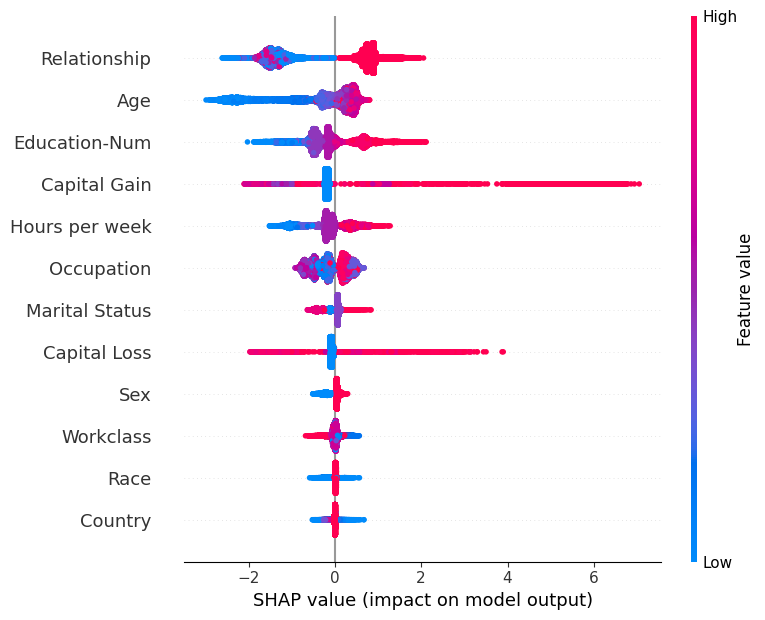 High
Relationship
Age
Education-Num
Capital Gain
Hours per week
Occupation
Marital Status
Capital Loss
Sex
Workclass
Race
Country
Feature value
Low
−2 0 2 4 6
SHAP value (impact on model output)